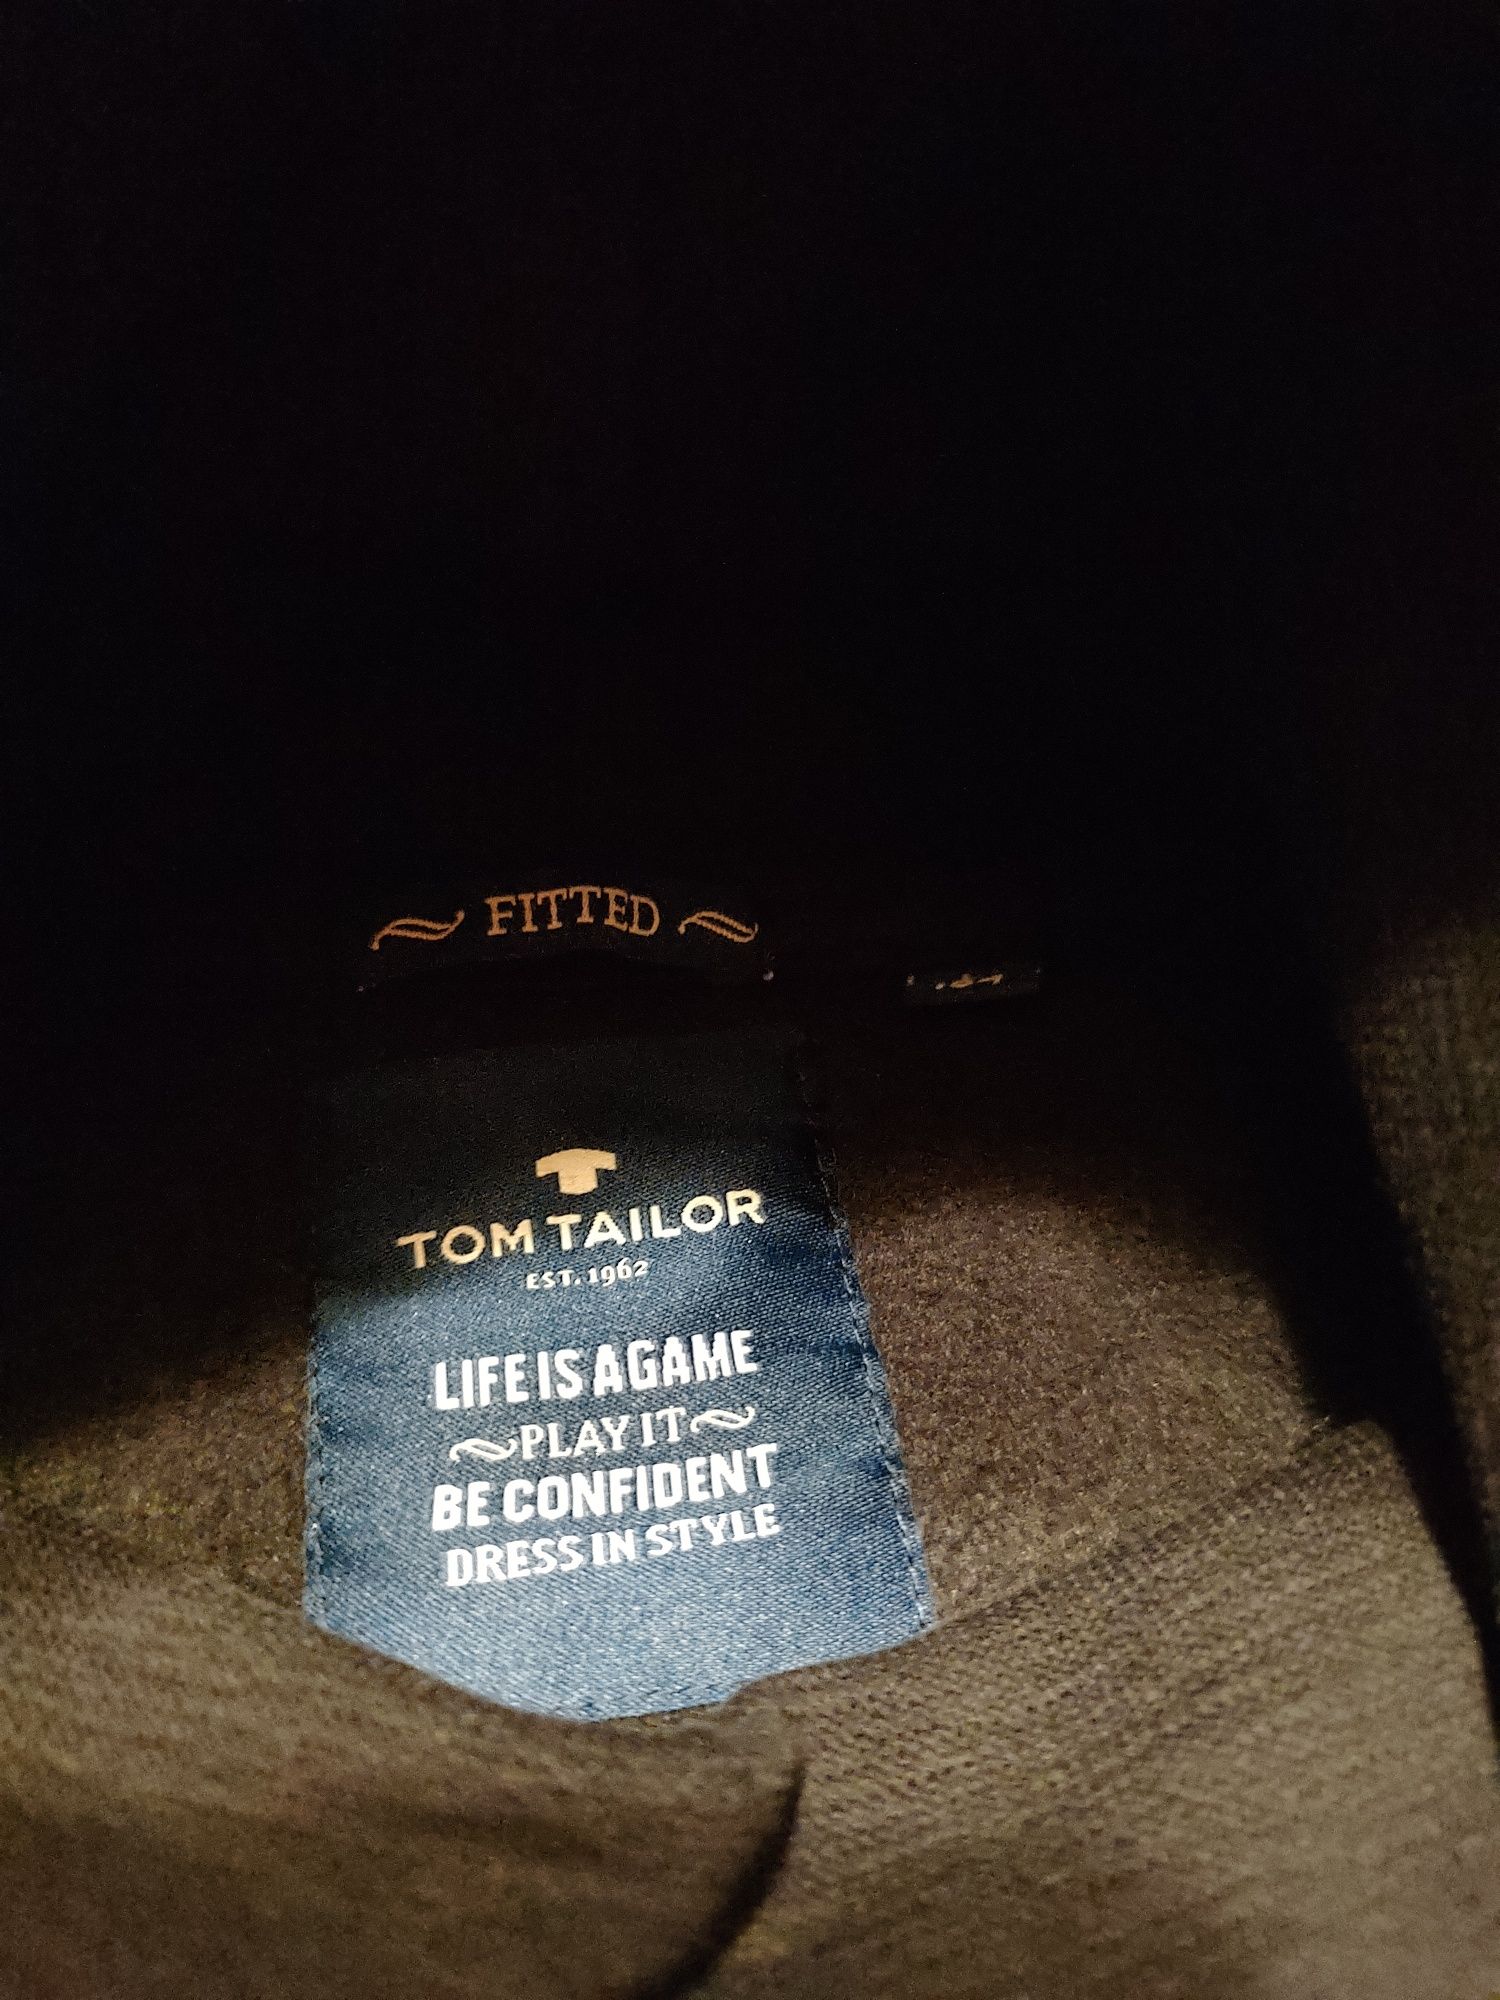 FITTED
TOM TAILOR
EST. 1962
LIFE IS A GAME
PLAY IT
BE CONFIDENT
DRESS IN STYLE